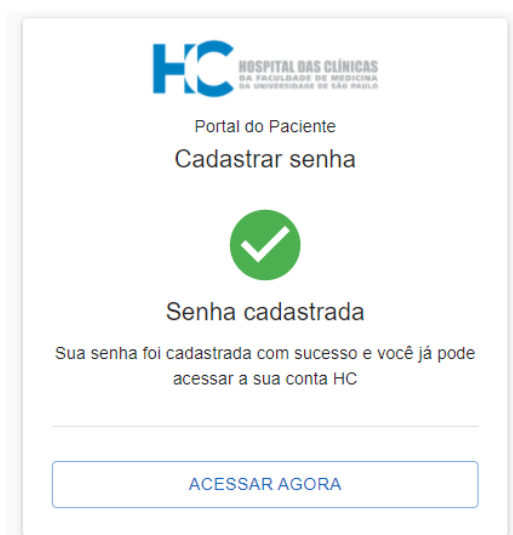 HC HOSPITAL DAS CLÍNICAS
DA FACULDADE DE MEDICINA
DA UNIVERSIDADE DE SÃO PAULO
Portal do Paciente
Cadastrar senha
Senha cadastrada
Sua senha foi cadastrada com sucesso e você já pode
acessar a sua conta HC
ACESSAR AGORA